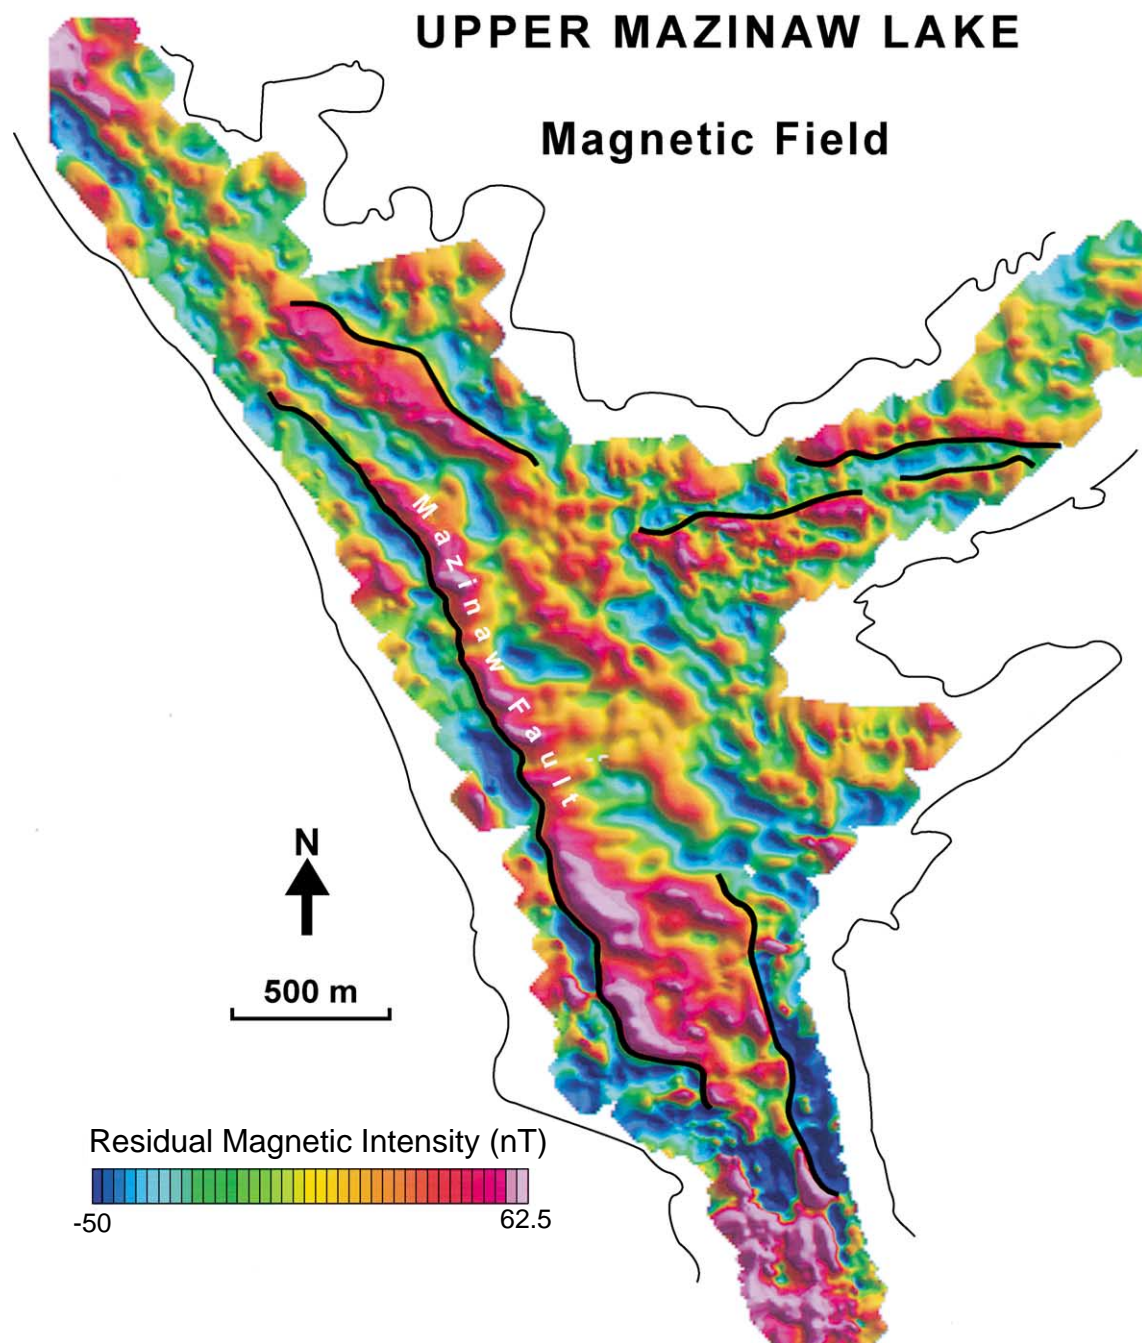 UPPER MAZINAW LAKE
Magnetic Field
Mazinaw Fault
N
500 m
Residual Magnetic Intensity (nT)
-50 62.5